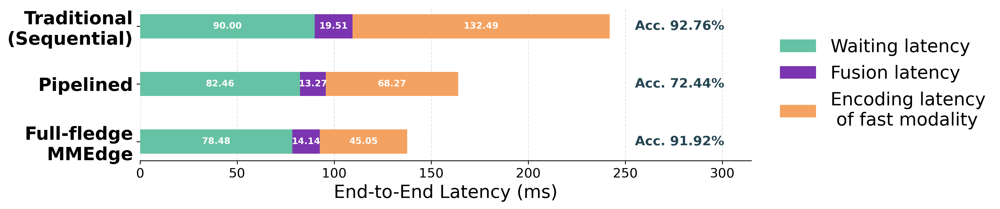 Traditional
(Sequential)
90.00 19.51 132.49 Acc. 92.76%
Pipelined
82.46 13.27 68.27 Acc. 72.44%
Full-fledge
MMEdge
78.48 14.14 45.05 Acc. 91.92%
0 50 100 150 200 250 300
End-to-End Latency (ms)
Waiting latency
Fusion latency
Encoding latency
of fast modality